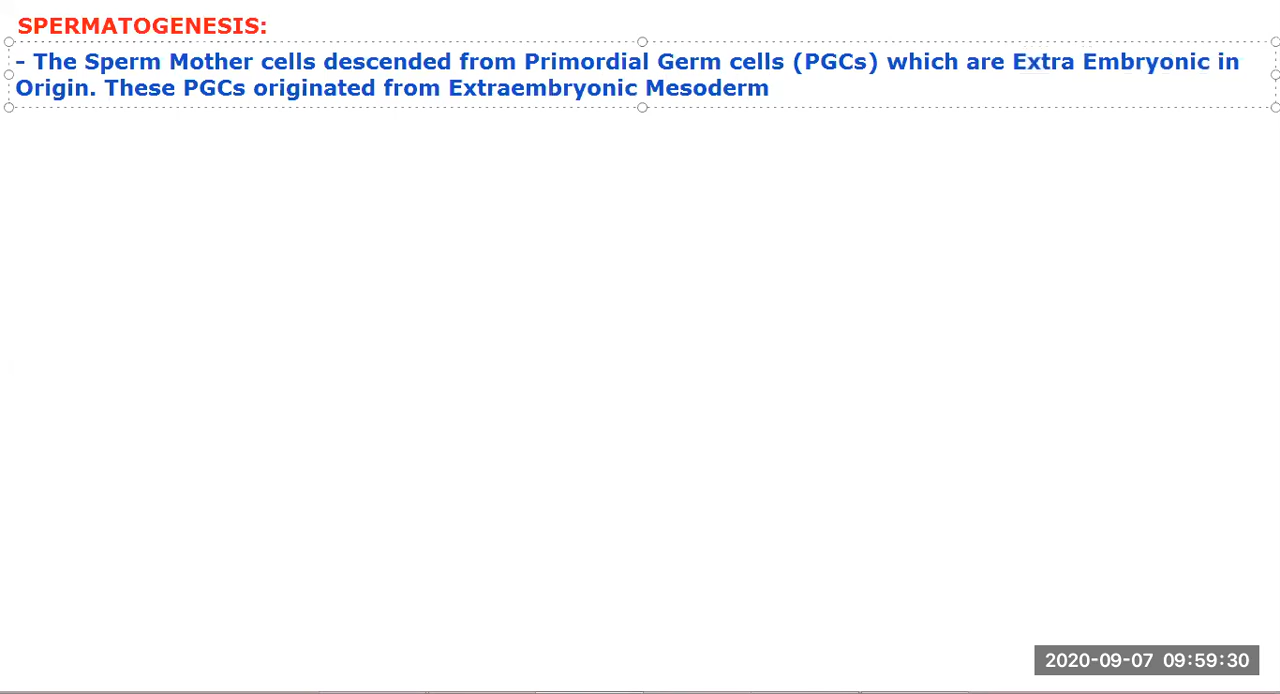 SPERMATOGENESIS:
- The Sperm Mother cells descended from Primordial Germ cells (PGCs) which are Extra Embryonic in
Origin. These PGCs originated from Extraembryonic Mesoderm
2020-09-07 09:59:30